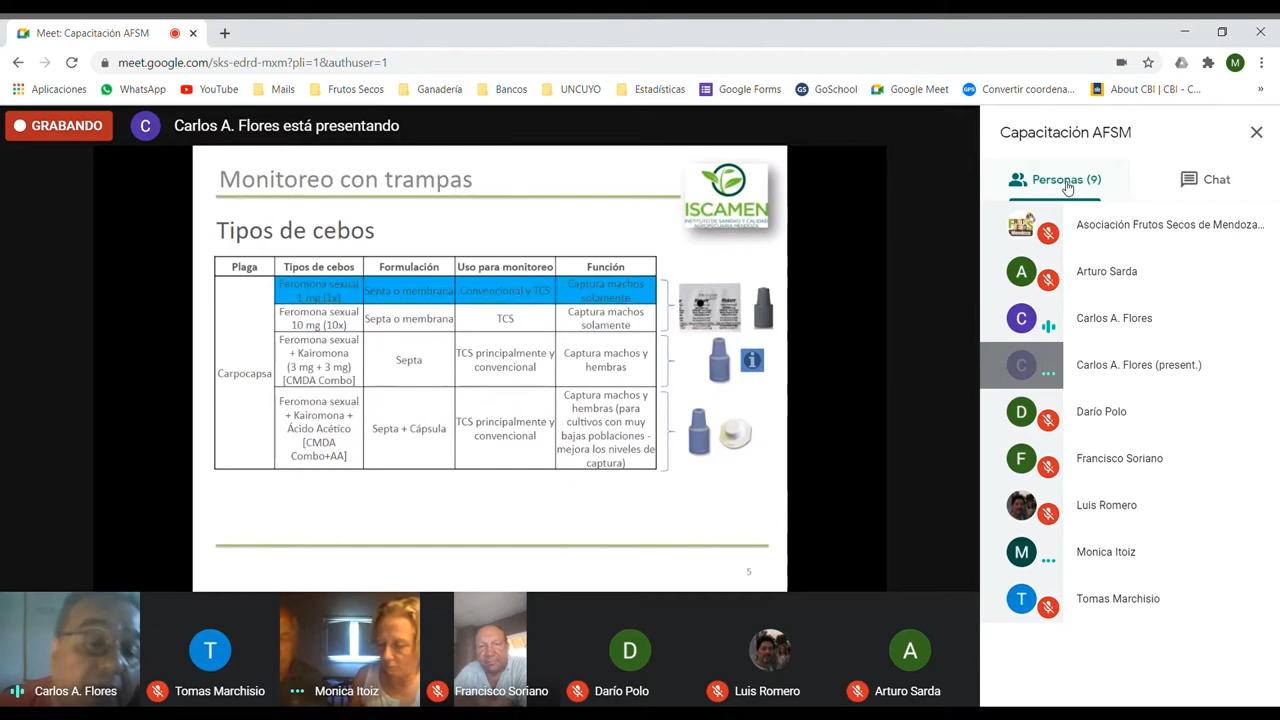 Meet: Capacitación AFSM
meet.google.com/sks-edrd-mxm?pli=1&authuser=1
M
Aplicaciones WhatsApp YouTube Mails Frutos Secos Ganadería Bancos UNCUYO Estadísticas Google Forms GoSchool Google Meet Convertir coordena... About CBI | CBI - C... »
GRABANDO
C Carlos A. Flores está presentando
Monitoreo con trampas
ISCAMEN
Tipos de cebos
Plaga Tipos de cebos Formulación Uso para monitoreo Función
Carpocapsa
Feromona sexual
1 mg (1x)
Septa o membrana
Convencional y TCS
Captura machos
solamente
Feromona sexual
10 mg (10x)
Septa o membrana
TCS
Captura machos
solamente
Feromona sexual
+ Kairomona
(3 mg + 3 mg)
[CMDA Combo]
Septa
TCS principalmente y
convencional
Captura machos y
hembras
Feromona sexual
+ Kairomona +
Ácido Acético
[CMDA
Combo+AA]
Septa + Cápsula
TCS principalmente y
convencional
Captura machos y
hembras (para
cultivos con muy
bajas poblaciones -
mejora los niveles de
captura)
5
Capacitación AFSM
Personas (9)
Chat
Asociación Frutos Secos de Mendoza...
A Arturo Sarda
C Carlos A. Flores
C Carlos A. Flores (present.)
D Darío Polo
F Francisco Soriano
Luis Romero
M Monica Itoiz
T Tomas Marchisio
T
D
A
Carlos A. Flores
Tomas Marchisio
Monica Itoiz
Francisco Soriano
Darío Polo
Luis Romero
Arturo Sarda